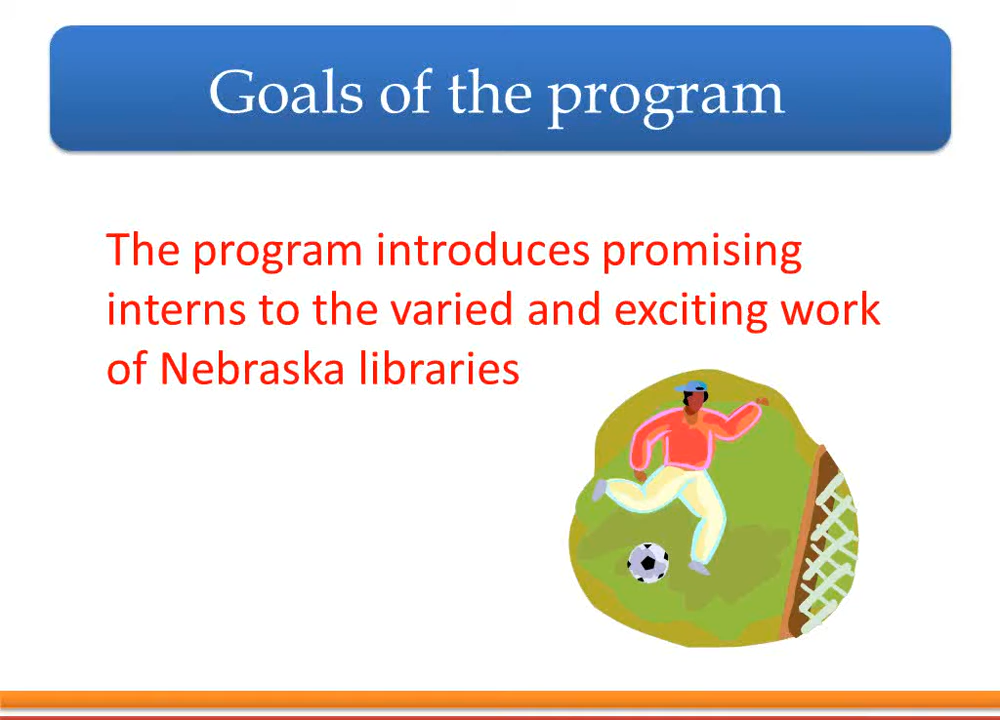 Goals of the program
The program introduces promising
interns to the varied and exciting work
of Nebraska libraries